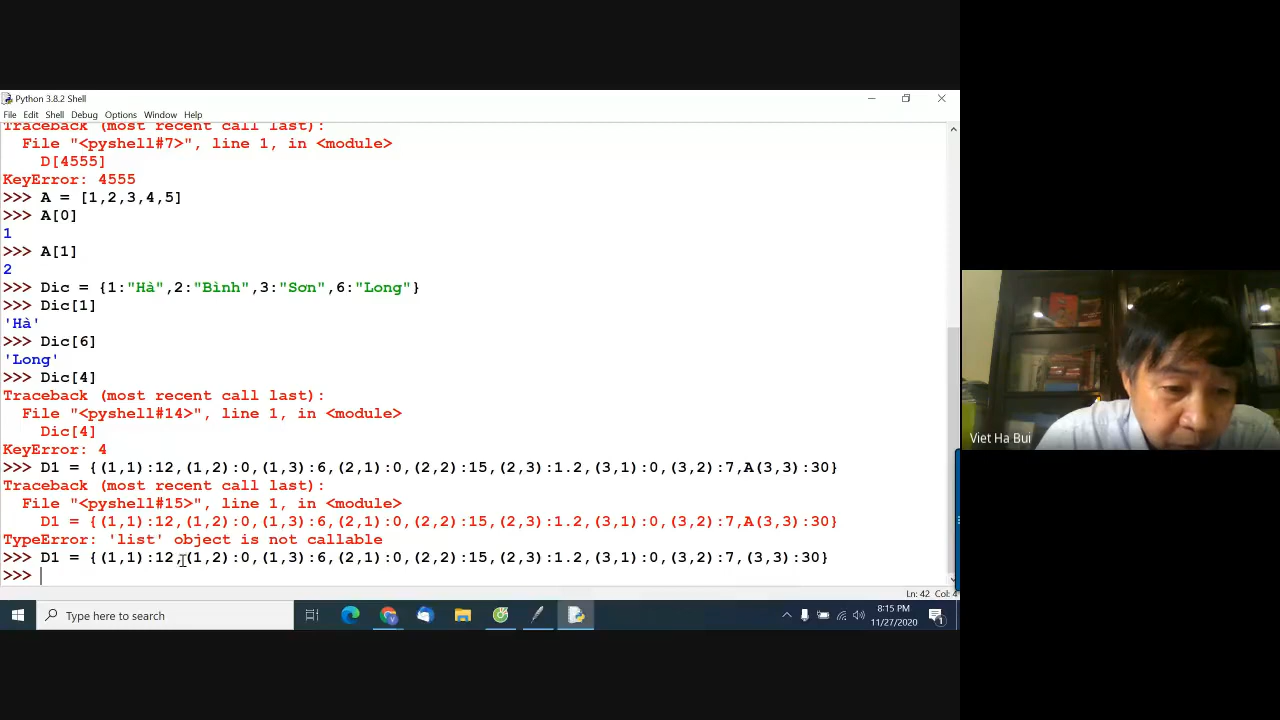 Python 3.8.2 Shell
File Edit Shell Debug Options Window Help
Traceback (most recent call last):
File "<pyshell#7>", line 1, in <module>
D[4555]
KeyError: 4555
>>> A = [1,2,3,4,5]
>>> A[0]
1
>>> A[1]
2
>>> Dic = {1:"Hà",2:"Bình",3:"Sơn",6:"Long"}
>>> Dic[1]
'Hà'
>>> Dic[6]
'Long'
>>> Dic[4]
Traceback (most recent call last):
File "<pyshell#14>", line 1, in <module>
Dic[4]
KeyError: 4
>>> D1 = {(1,1):12,(1,2):0,(1,3):6,(2,1):0,(2,2):15,(2,3):1.2,(3,1):0,(3,2):7,A(3,3):30}
Traceback (most recent call last):
File "<pyshell#15>", line 1, in <module>
D1 = {(1,1):12,(1,2):0,(1,3):6,(2,1):0,(2,2):15,(2,3):1.2,(3,1):0,(3,2):7,A(3,3):30}
TypeError: 'list' object is not callable
>>> D1 = {(1,1):12,(1,2):0,(1,3):6,(2,1):0,(2,2):15,(2,3):1.2,(3,1):0,(3,2):7,(3,3):30}
>>>
Ln: 42 Col: 4
Type here to search
8:15 PM
11/27/2020
1
Viet Ha Bui